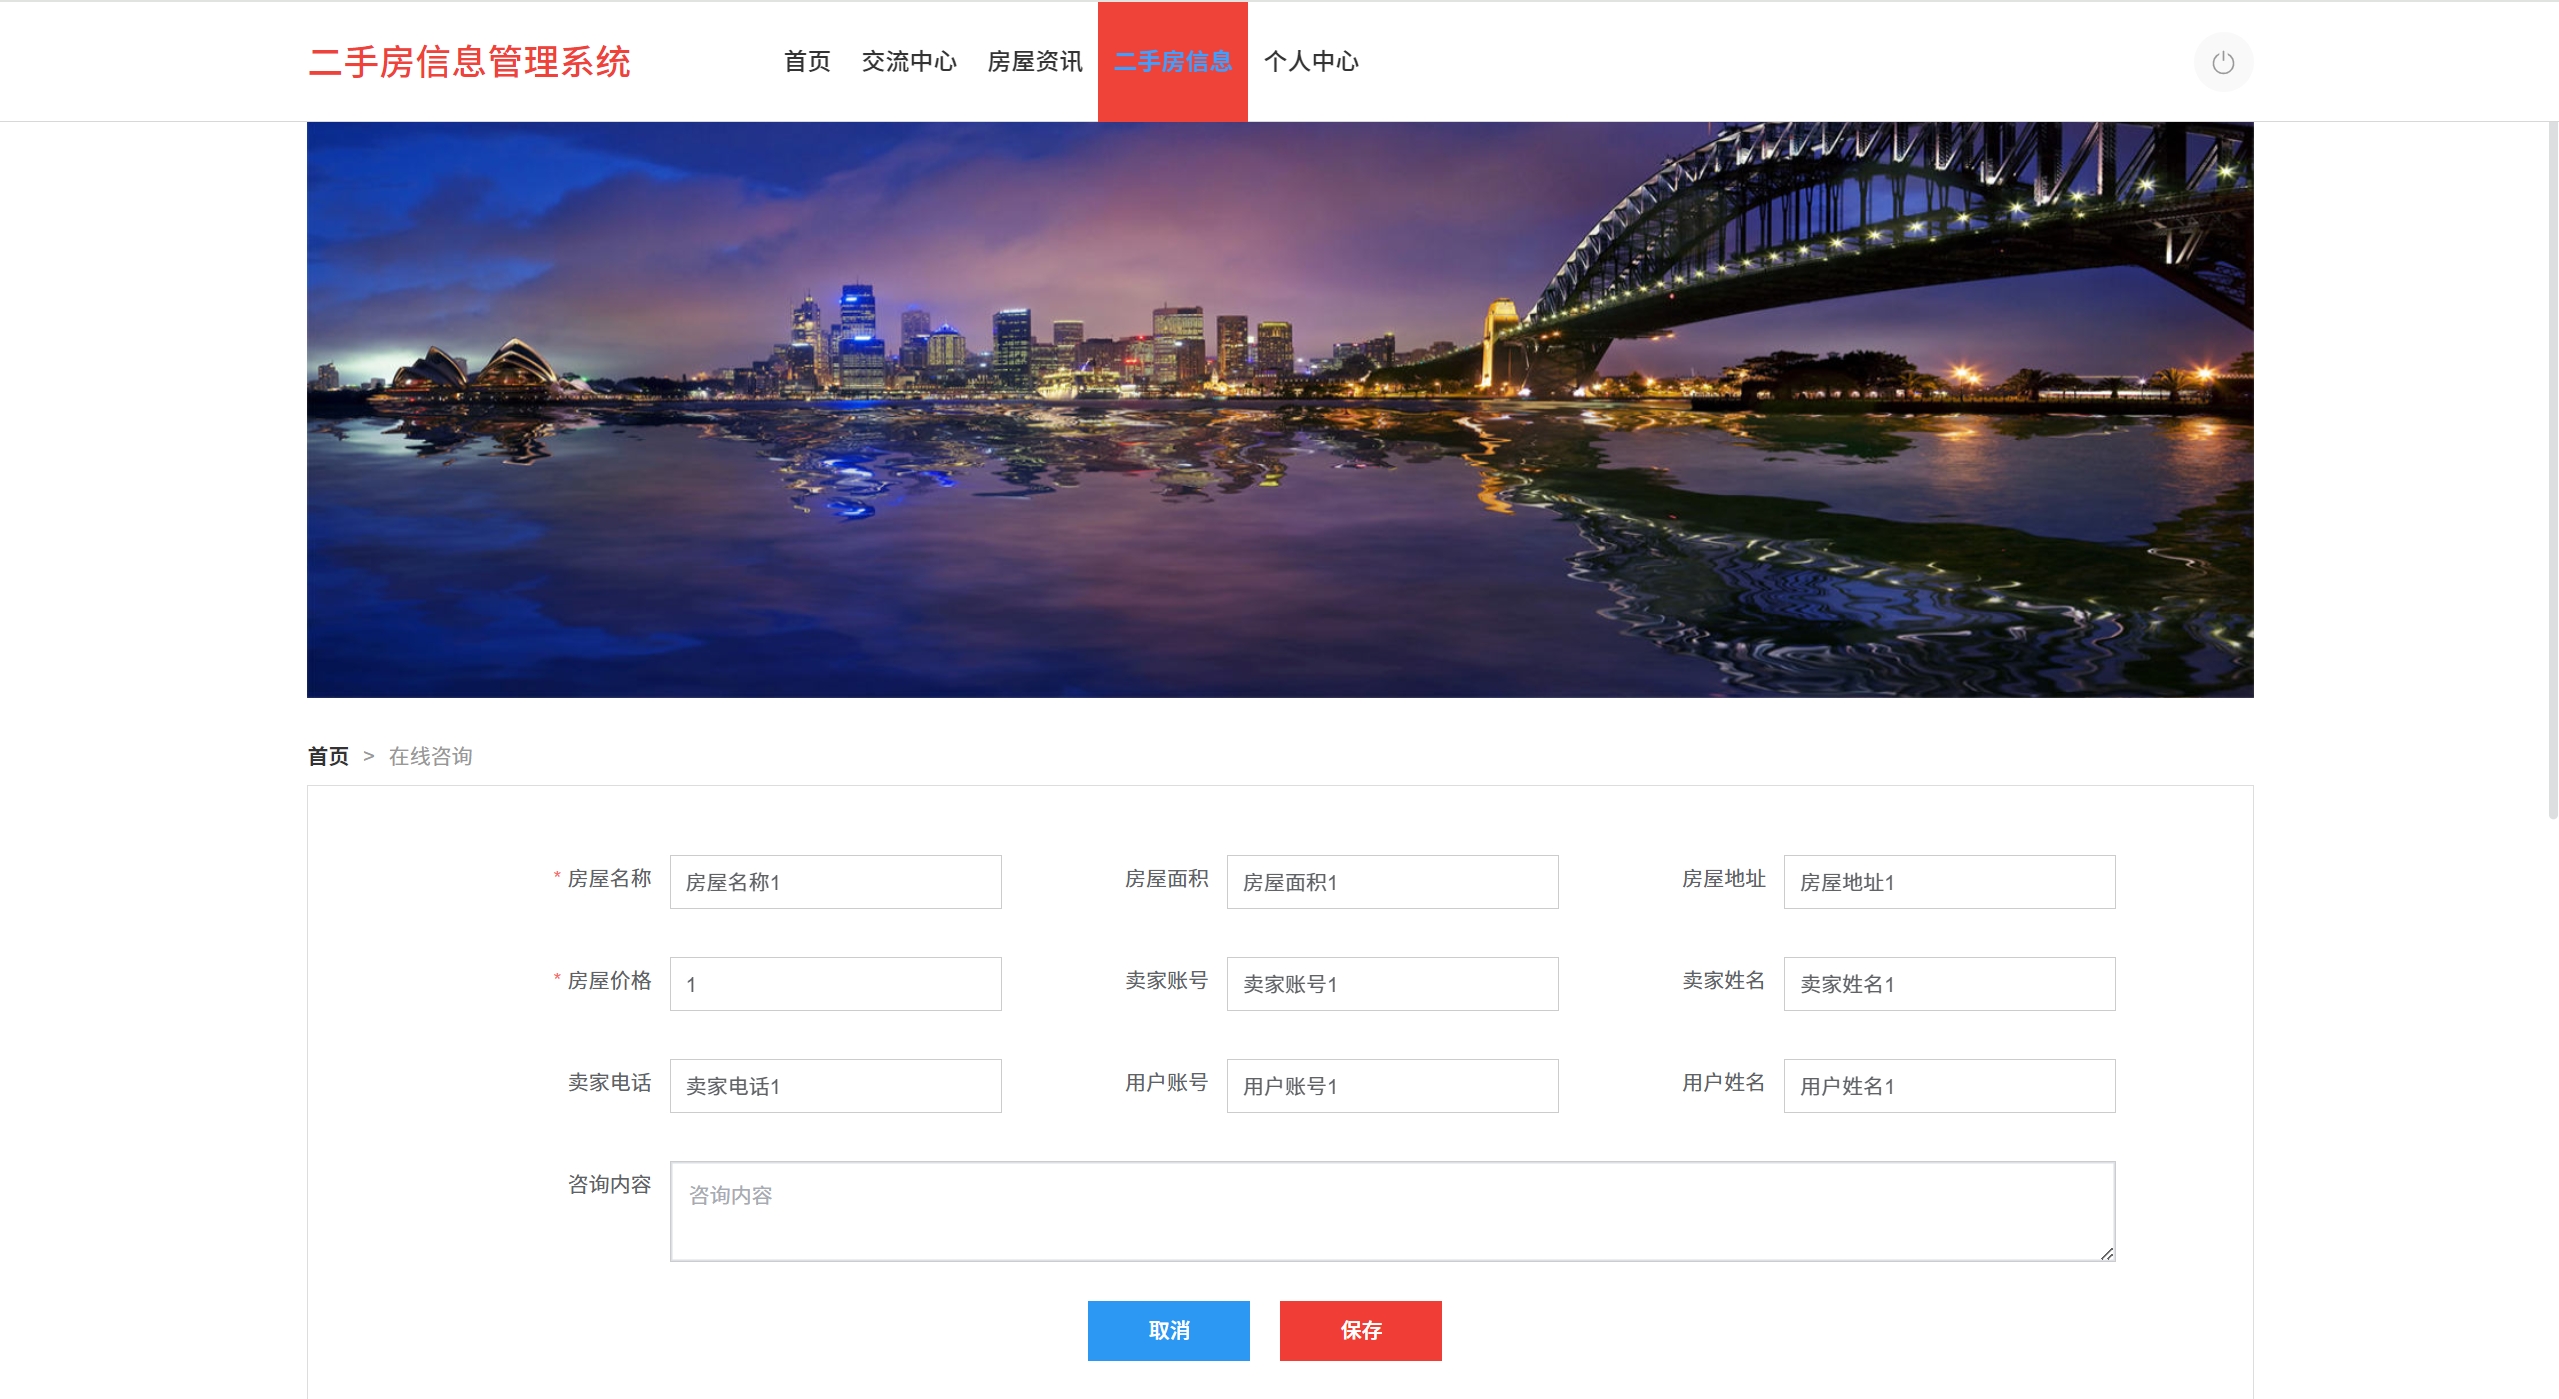 二手房信息管理系统 首页 交流中心 房屋资讯 二手房信息 个人中心
首页 > 在线咨询
* 房屋名称 房屋名称1 房屋面积 房屋面积1 房屋地址 房屋地址1
* 房屋价格 1 卖家账号 卖家账号1 卖家姓名 卖家姓名1
卖家电话 卖家电话1 用户账号 用户账号1 用户姓名 用户姓名1
咨询内容 咨询内容
取消 保存